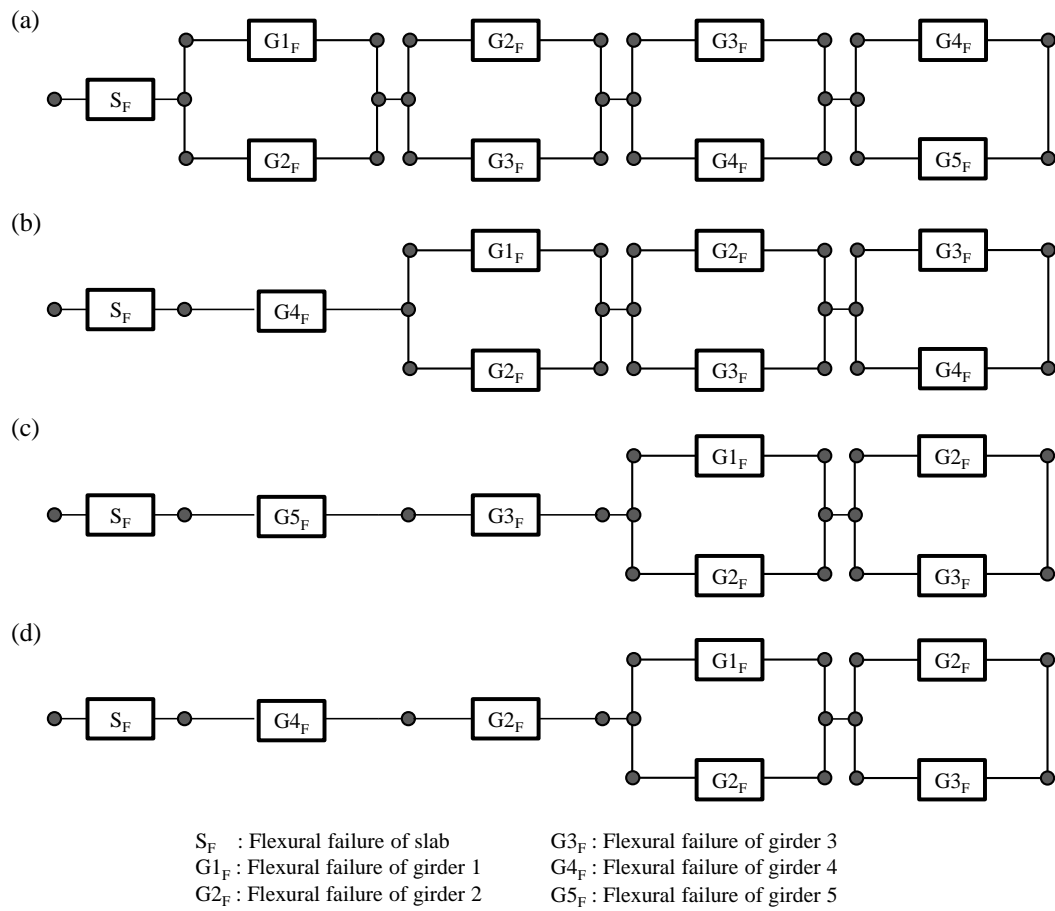 (a)
G1F G2F G3F G4F
SF
G2F G3F G4F G5F
(b)
G1F G2F G3F
SF G4F
G2F G3F G4F
(c)
G1F G2F
SF G5F G3F
G2F G3F
(d)
G1F G2F
SF G4F G2F
G2F G3F
SF : Flexural failure of slab
G1F : Flexural failure of girder 1
G2F : Flexural failure of girder 2
G3F : Flexural failure of girder 3
G4F : Flexural failure of girder 4
G5F : Flexural failure of girder 5